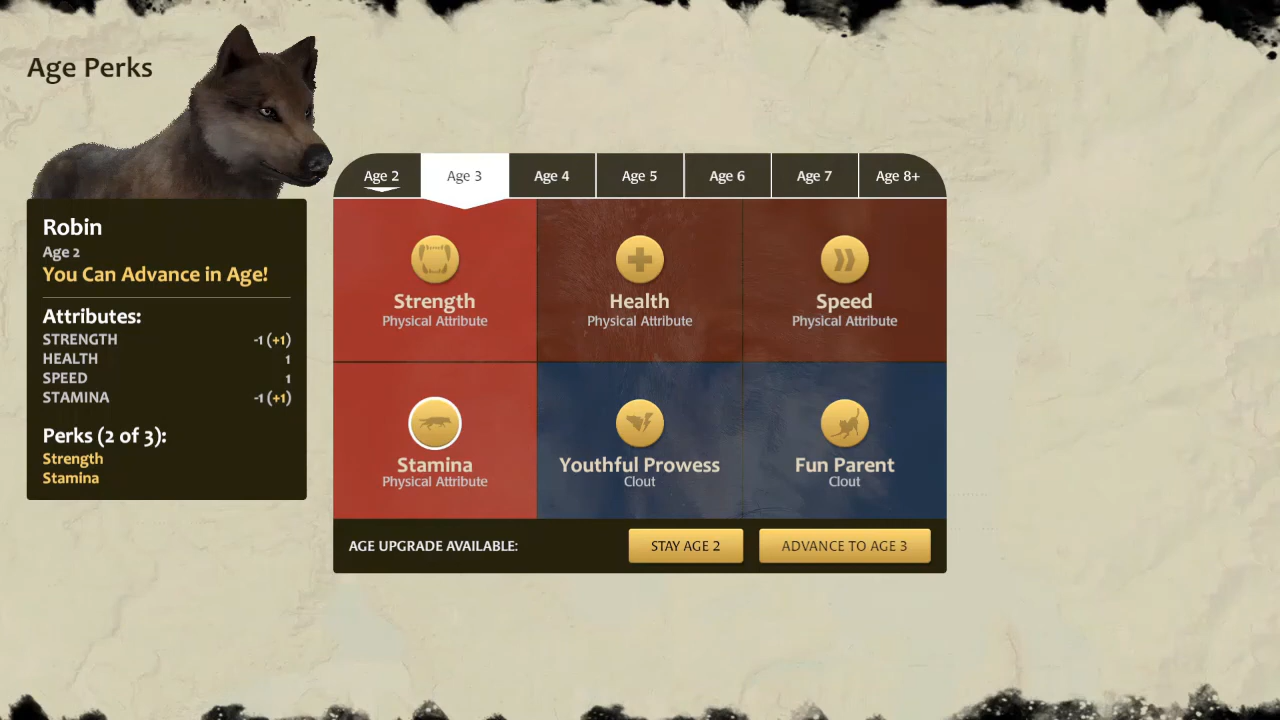 Age Perks
Robin
Age 2
You Can Advance in Age!
Attributes:
STRENGTH -1 (+1)
HEALTH 1
SPEED 1
STAMINA -1 (+1)
Perks (2 of 3):
Strength
Stamina
Age 2 Age 3 Age 4 Age 5 Age 6 Age 7 Age 8+
Strength Health Speed
Physical Attribute Physical Attribute Physical Attribute
Stamina Youthful Prowess Fun Parent
Physical Attribute Clout Clout
AGE UPGRADE AVAILABLE: STAY AGE 2 ADVANCE TO AGE 3